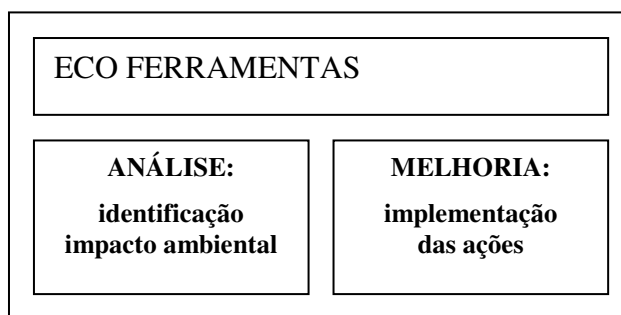 ECO FERRAMENTAS
ANÁLISE:
identificação
impacto ambiental
MELHORIA:
implementação
das ações